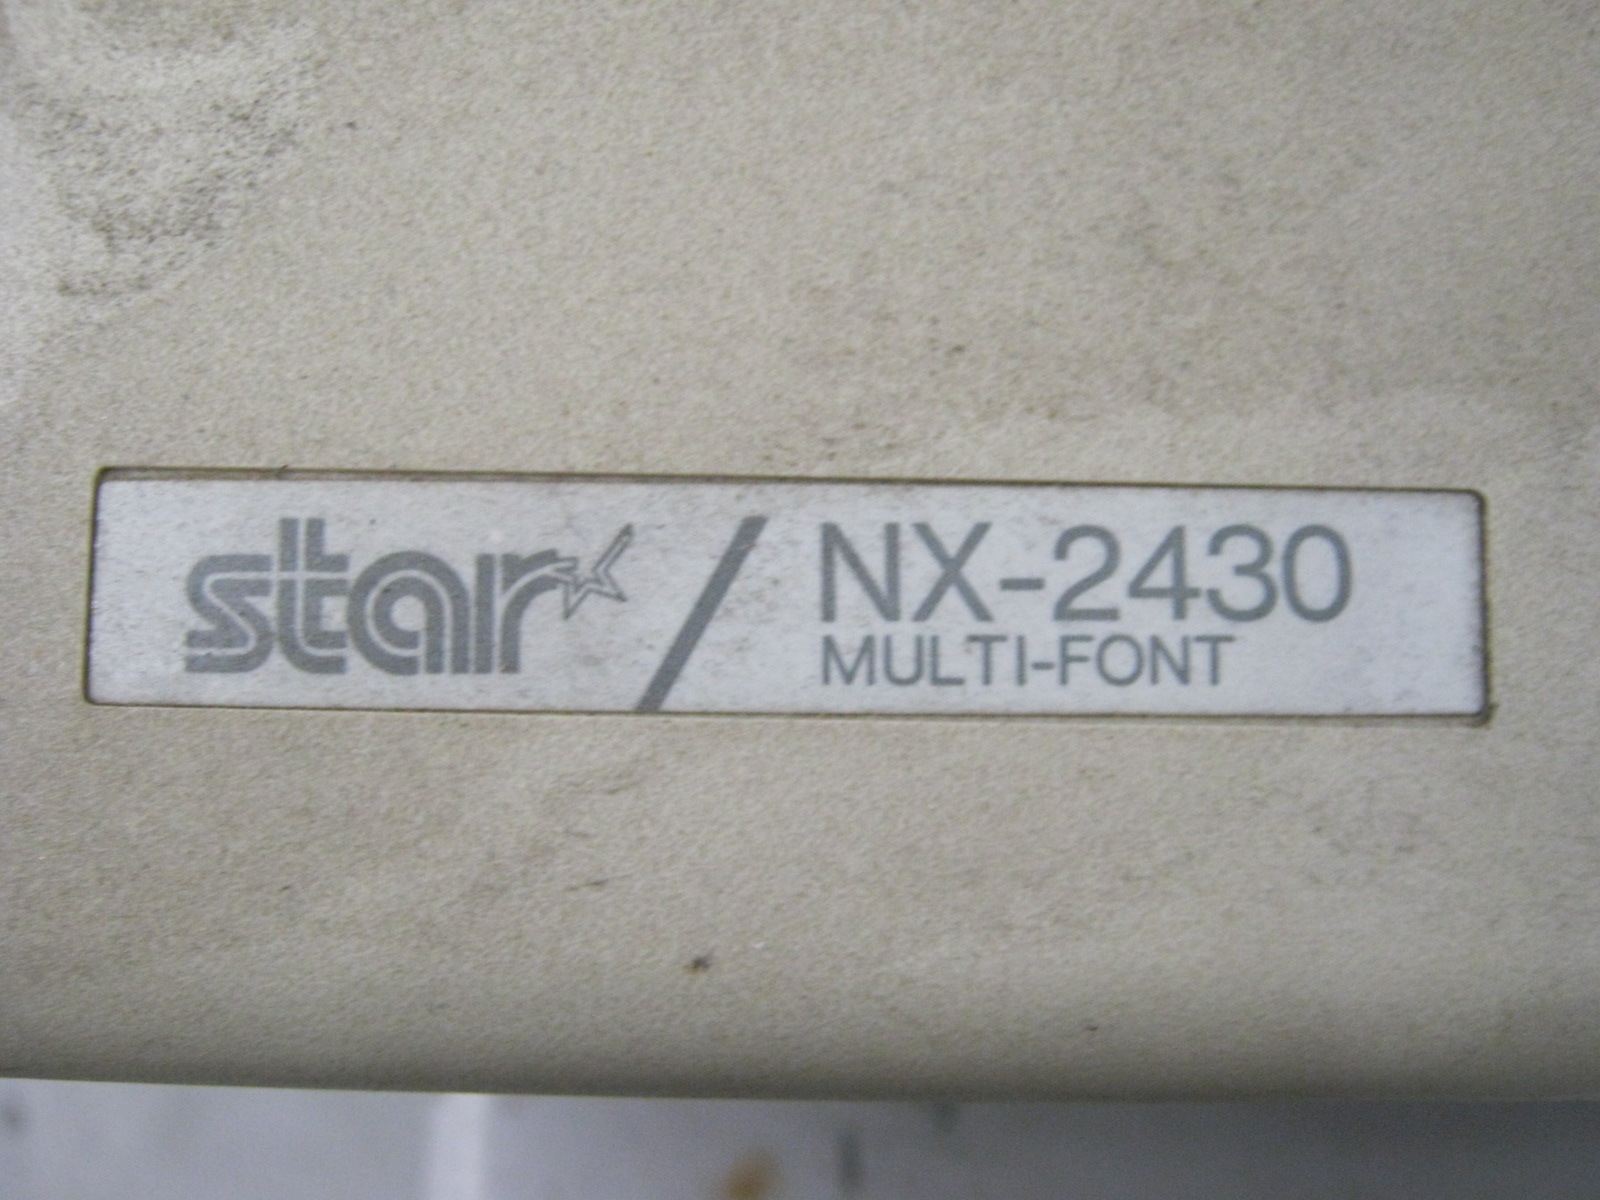 star / NX-2430
MULTI-FONT